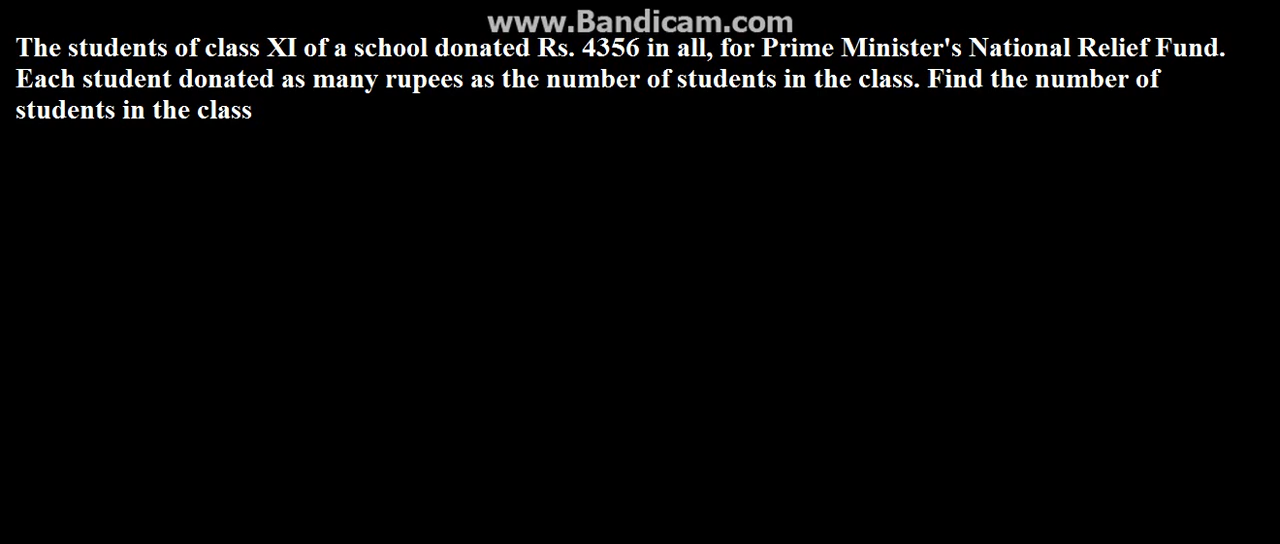 www.Bandicam.com
The students of class XI of a school donated Rs. 4356 in all, for Prime Minister's National Relief Fund.
Each student donated as many rupees as the number of students in the class. Find the number of
students in the class